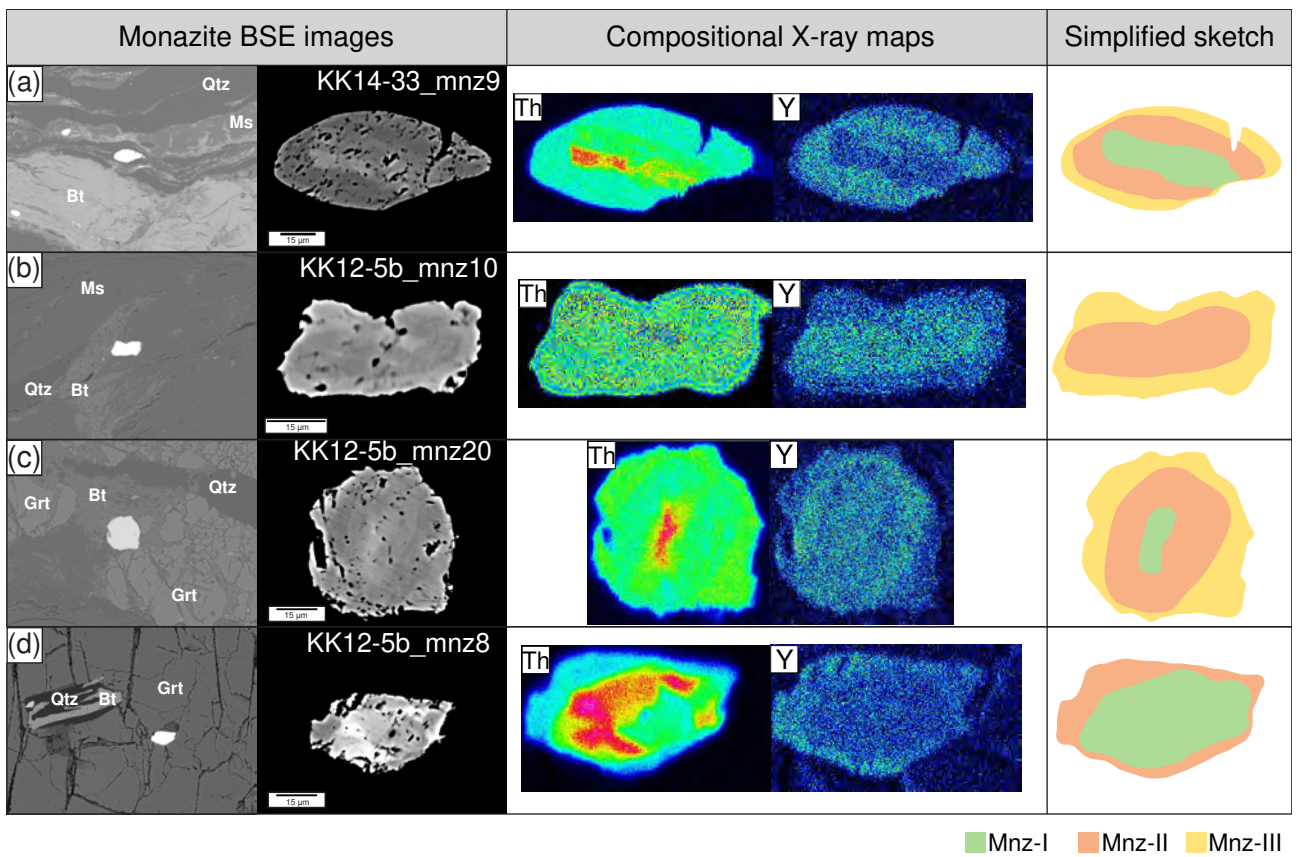 Monazite BSE images
Compositional X-ray maps
Simplified sketch
(a)
Qtz
Ms
Bt
KK14-33_mnz9
15 µm
Th
Y
(b)
Ms
Qtz
Bt
KK12-5b_mnz10
15 µm
Th
Y
(c)
Grt
Bt
Qtz
Grt
KK12-5b_mnz20
15 µm
Th
Y
(d)
Qtz
Bt
Grt
KK12-5b_mnz8
15 µm
Th
Y
Mnz-I
Mnz-II
Mnz-III